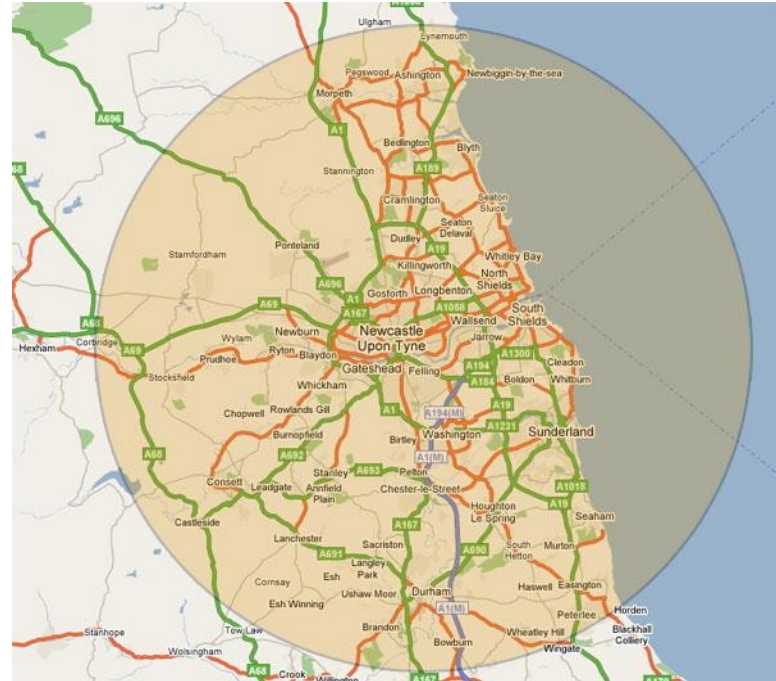 Ulgham
Lynemouth
Pegswood
Ashington
Newbiggin-by-the-sea
Morpeth
A696
A1
Bedlington
Blyth
68
Stannington
A189
Cramlington
Seaton
Sluice
Seaton
Delaval
Ponteland
Dudley
A19
Stamfordham
Whitley Bay
Killingworth
North
Shields
A696
Gosforth
Longbenton
A1
A69
A167
A1058
South
Shields
A68
Newburn
Newcastle
Upon Tyne
Wallsend
Wylam
Jarrow
Corbridge
Hexham
A69
Ryton
Blaydon
A1300
Prudhoe
Gateshead
Felling
A194
Cleadon
Stocksfield
Whickham
A184
Boldon
Whitburn
Chopwell
Rowlands Gill
A1
A194(M)
A19
A1231
Burnopfield
Birtley
Washington
Sunderland
A68
A692
A1(M)
Stanley
A693
Pelton
Consett
Leadgate
Annfield
Plain
Chester-le-Street
A1018
Houghton
Le Spring
A19
Castleside
A167
Seaham
Lanchester
Sacriston
A690
South
Hetton
Murton
A691
Langley
Park
Cornsay
Esh
Ushaw Moor
Durham
Haswell
Easington
Esh Winning
A1(M)
Peterlee
Horden
Tow Law
Brandon
Wheatley Hill
Blackhall
Colliery
Stanhope
Bowburn
Wingate
Wolsingham
A68
Crook
Willington
A167